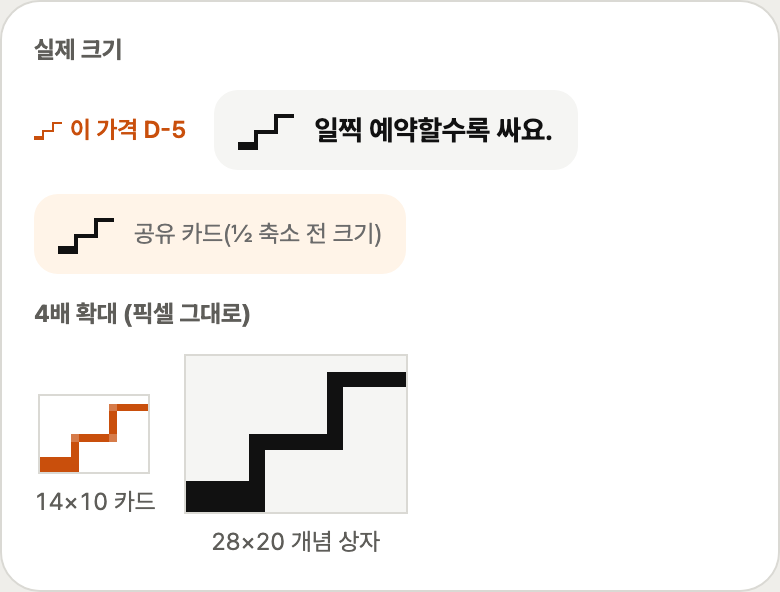 실제 크기
이 가격 D-5
일찍 예약할수록 싸요.
공유 카드(½ 축소 전 크기)
4배 확대 (픽셀 그대로)
14×10 카드
28×20 개념 상자